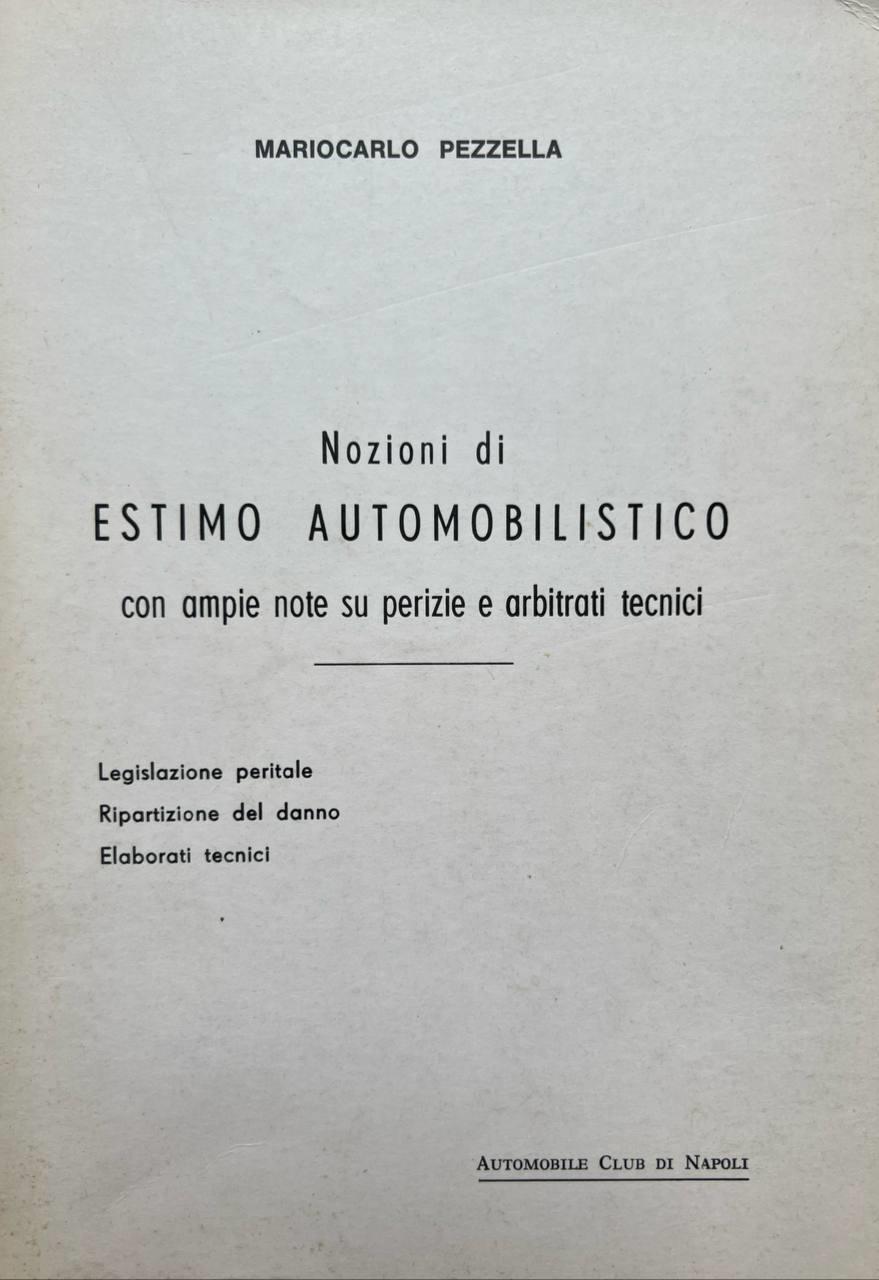 MARIOCARLO PEZZELLA
Nozioni di
ESTIMO AUTOMOBILISTICO
con ampie note su perizie e arbitrati tecnici
Legislazione peritale
Ripartizione del danno
Elaborati tecnici
AUTOMOBILE CLUB DI NAPOLI